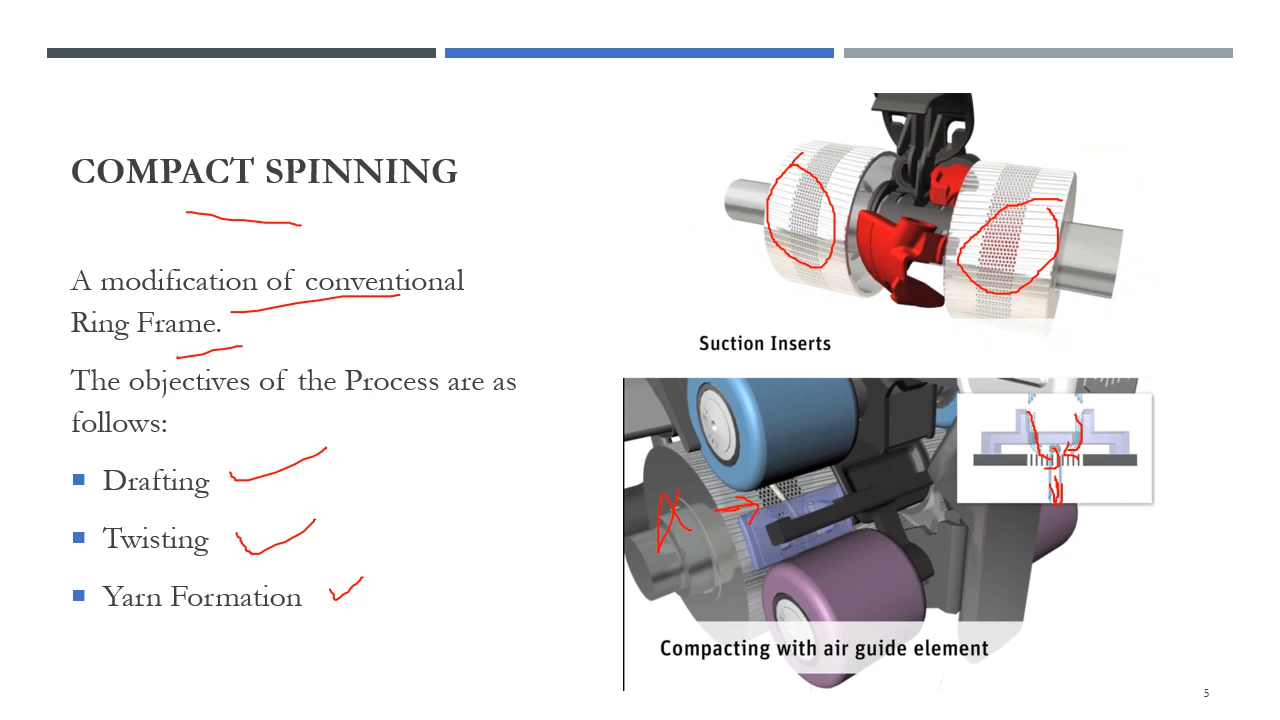 COMPACT SPINNING
A modification of conventional
Ring Frame.
The objectives of the Process are as
follows:
Drafting
Twisting
Yarn Formation
Suction Inserts
Compacting with air guide element
5